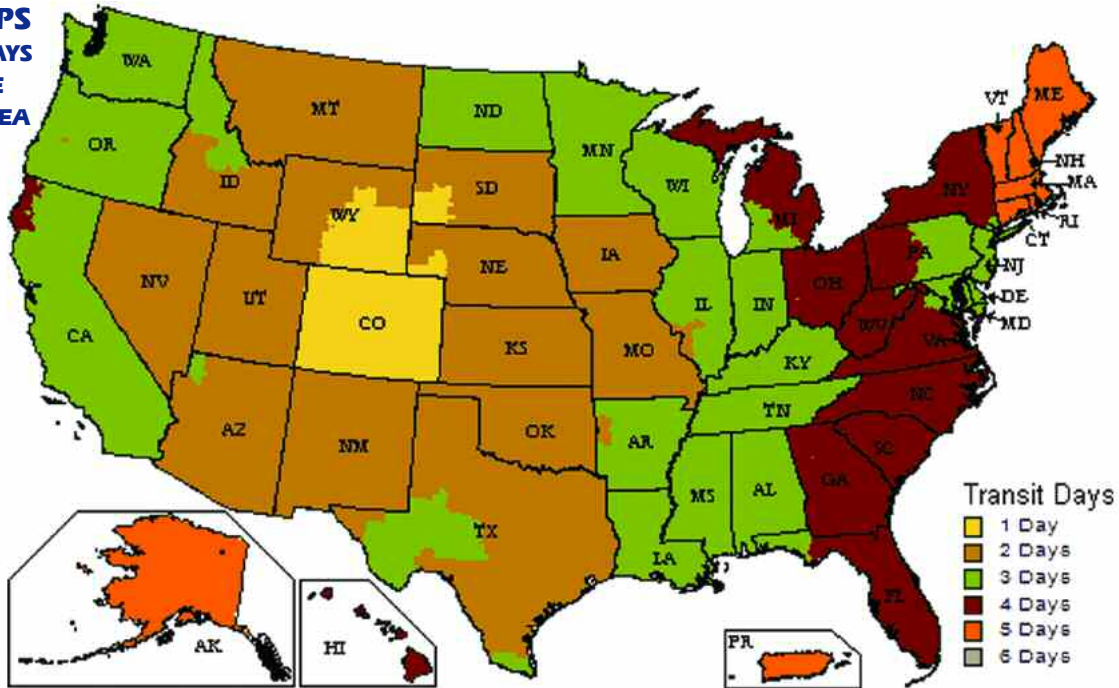 PS
AYS
E
EA
WA
OR
CA
NV
ID
MT
WY
UT
CO
AZ
NM
ND
SD
NE
KS
OK
TX
MN
IA
MO
AR
LA
WI
IL
IN
MI
KY
TN
MS
AL
OH
WV
VA
NC
SC
GA
FL
PA
NY
VT
ME
NH
MA
RI
CT
NJ
DE
MD
AK
HI
PR
Transit Days
1 Day
2 Days
3 Days
4 Days
5 Days
6 Days